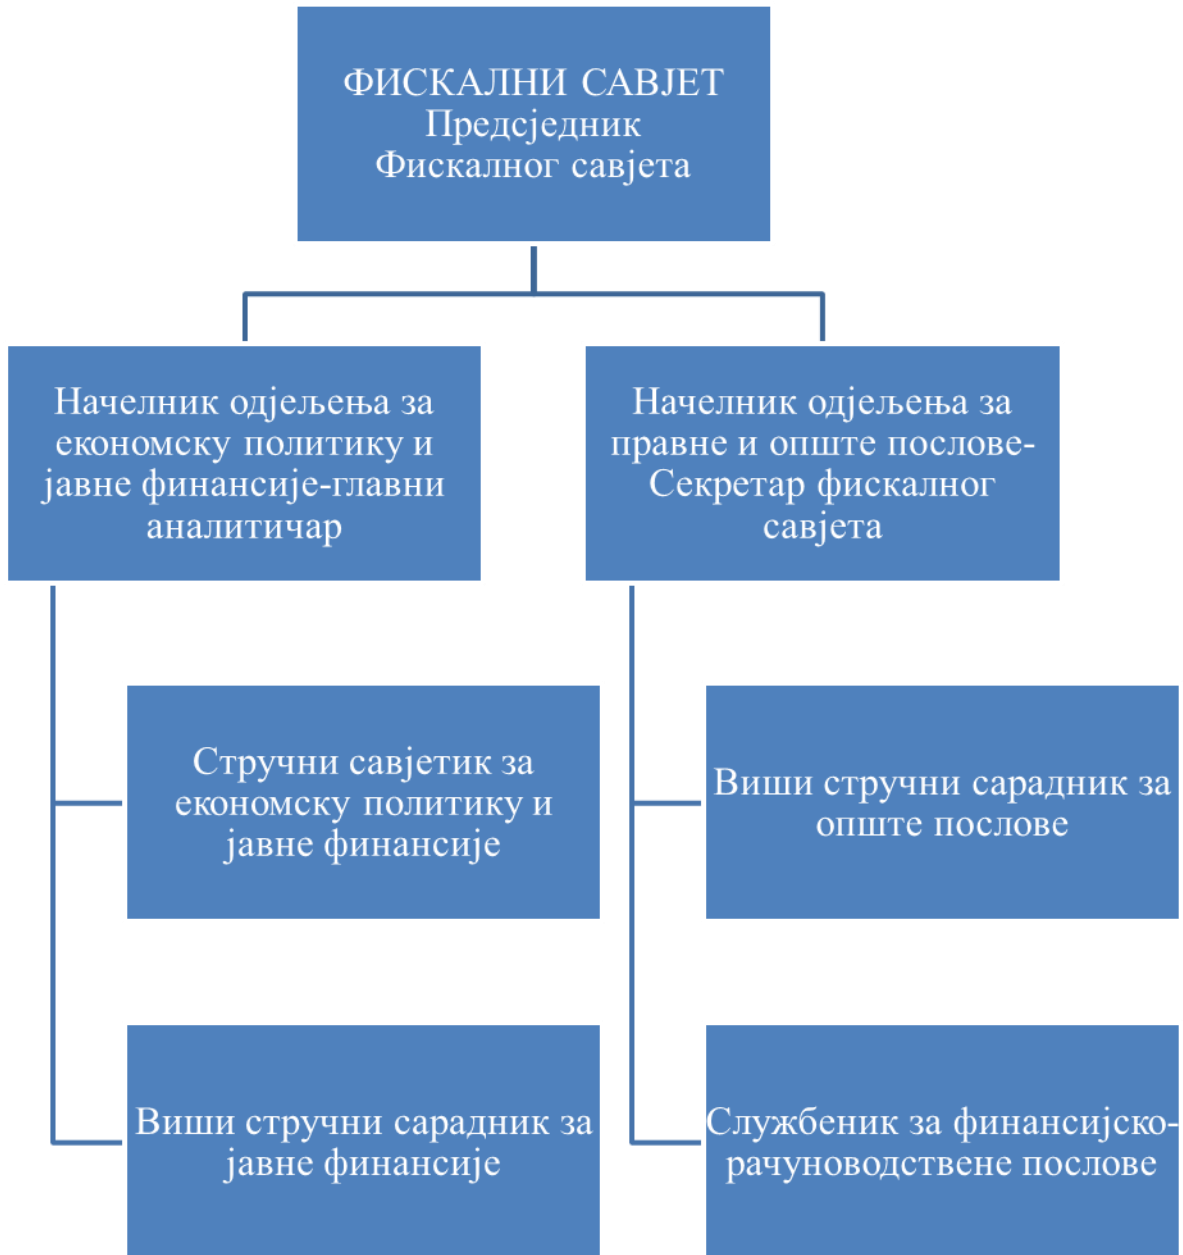 ФИСКАЛНИ САВЈЕТ
Предсједник
Фискалног савјета
Начелник одјељења за
економску политику и
јавне финансије-главни
аналитичар
Начелник одјељења за
правне и опште послове-
Секретар фискалног
савјета
Стручни савјетик за
економску политику и
јавне финансије
Виши стручни сарадник за
јавне финансије
Виши стручни сарадник за
опште послове
Службеник за финансијско-
рачуноводствене послове